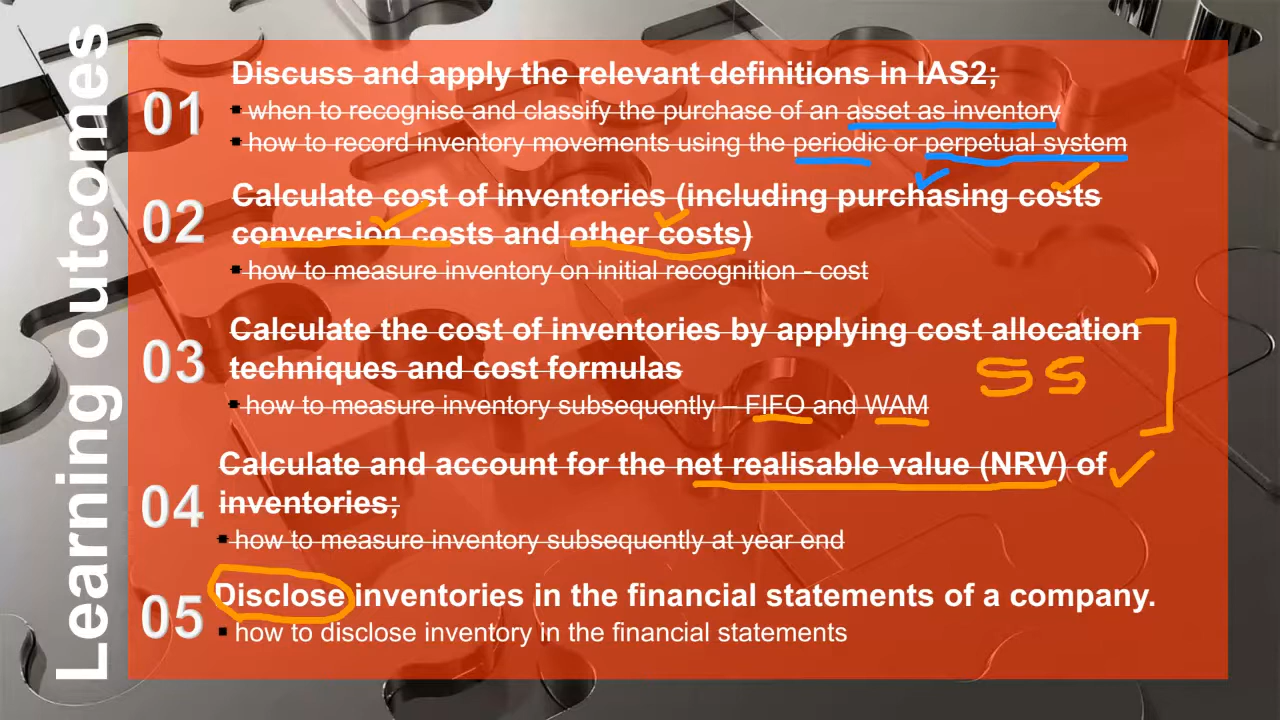 Learning outcomes
01
Discuss and apply the relevant definitions in IAS2;
▪ when to recognise and classify the purchase of an asset as inventory
▪ how to record inventory movements using the periodic or perpetual system
02
Calculate cost of inventories (including purchasing costs
conversion costs and other costs)
▪ how to measure inventory on initial recognition - cost
03
Calculate the cost of inventories by applying cost allocation
techniques and cost formulas
▪ how to measure inventory subsequently – FIFO and WAM
SS
04
Calculate and account for the net realisable value (NRV) of
inventories;
▪ how to measure inventory subsequently at year end
05
Disclose inventories in the financial statements of a company.
▪ how to disclose inventory in the financial statements